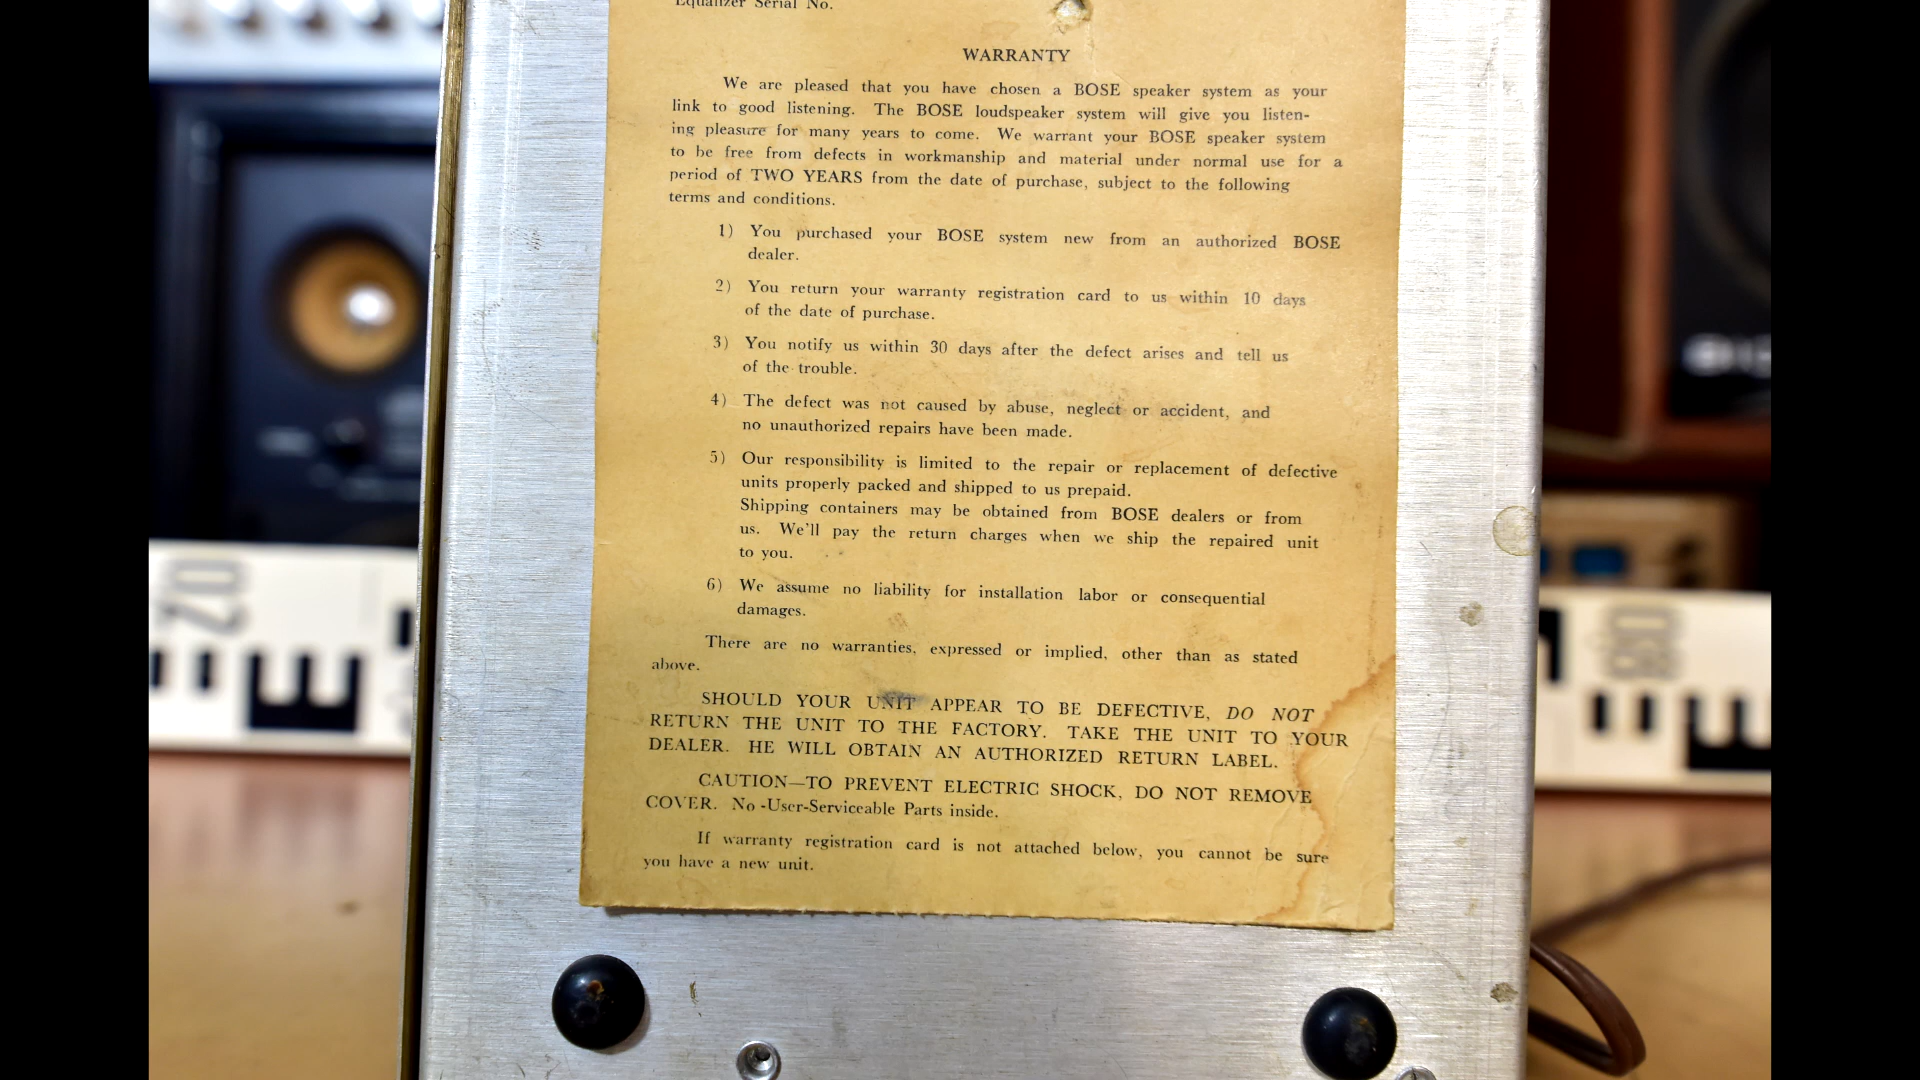 Equalizer Serial No.
WARRANTY
We are pleased that you have chosen a BOSE speaker system as your
link to good listening. The BOSE loudspeaker system will give you listen-
ing pleasure for many years to come. We warrant your BOSE speaker system
to be free from defects in workmanship and material under normal use for a
period of TWO YEARS from the date of purchase, subject to the following
terms and conditions.
1) You purchased your BOSE system new from an authorized BOSE
dealer.
2) You return your warranty registration card to us within 10 days
of the date of purchase.
3) You notify us within 30 days after the defect arises and tell us
of the trouble.
4) The defect was not caused by abuse, neglect or accident, and
no unauthorized repairs have been made.
5) Our responsibility is limited to the repair or replacement of defective
units properly packed and shipped to us prepaid.
Shipping containers may be obtained from BOSE dealers or from
us. We'll pay the return charges when we ship the repaired unit
to you.
6) We assume no liability for installation labor or consequential
damages.
There are no warranties, expressed or implied, other than as stated
above.
SHOULD YOUR UNIT APPEAR TO BE DEFECTIVE, DO NOT
RETURN THE UNIT TO THE FACTORY. TAKE THE UNIT TO YOUR
DEALER. HE WILL OBTAIN AN AUTHORIZED RETURN LABEL.
CAUTION—TO PREVENT ELECTRIC SHOCK, DO NOT REMOVE
COVER. No -User-Serviceable Parts inside.
If warranty registration card is not attached below, you cannot be sure
you have a new unit.